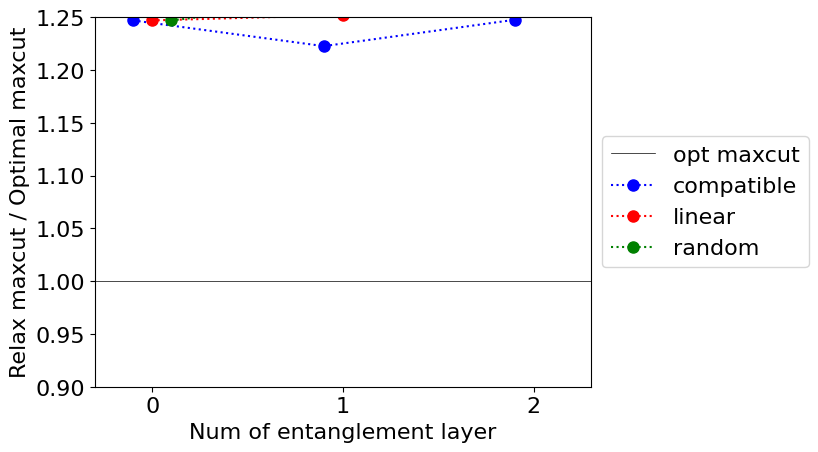 1.25
1.20
1.15
1.10
1.05
1.00
0.95
0.90
Relax maxcut / Optimal maxcut
0 1 2
Num of entanglement layer
opt maxcut
compatible
linear
random